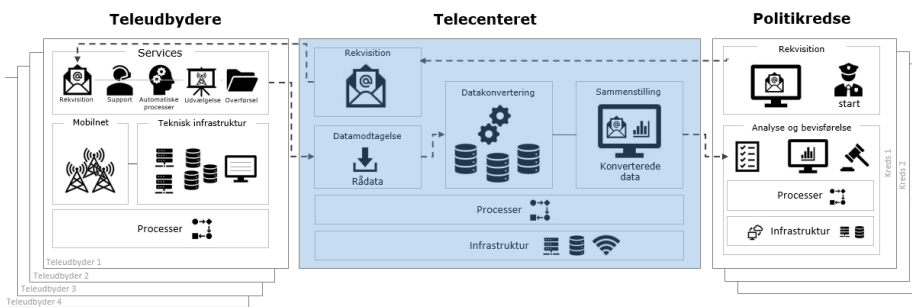 Teleudbydere
Services
Rekvisition
Support
Automatiske
processer
Udvælgelse
Overførsel
Mobilnet
Teknisk infrastruktur
Processer
Teleudbyder 1
Teleudbyder 2
Teleudbyder 3
Teleudbyder 4
Telecenteret
Rekvisition
Datamodtagelse
Rådata
Datakonvertering
Sammenstilling
Konverterede
data
Processer
Infrastruktur
Politikredse
Rekvisition
start
Analyse og bevisførelse
Processer
Infrastruktur
Kreds 1
Kreds 2